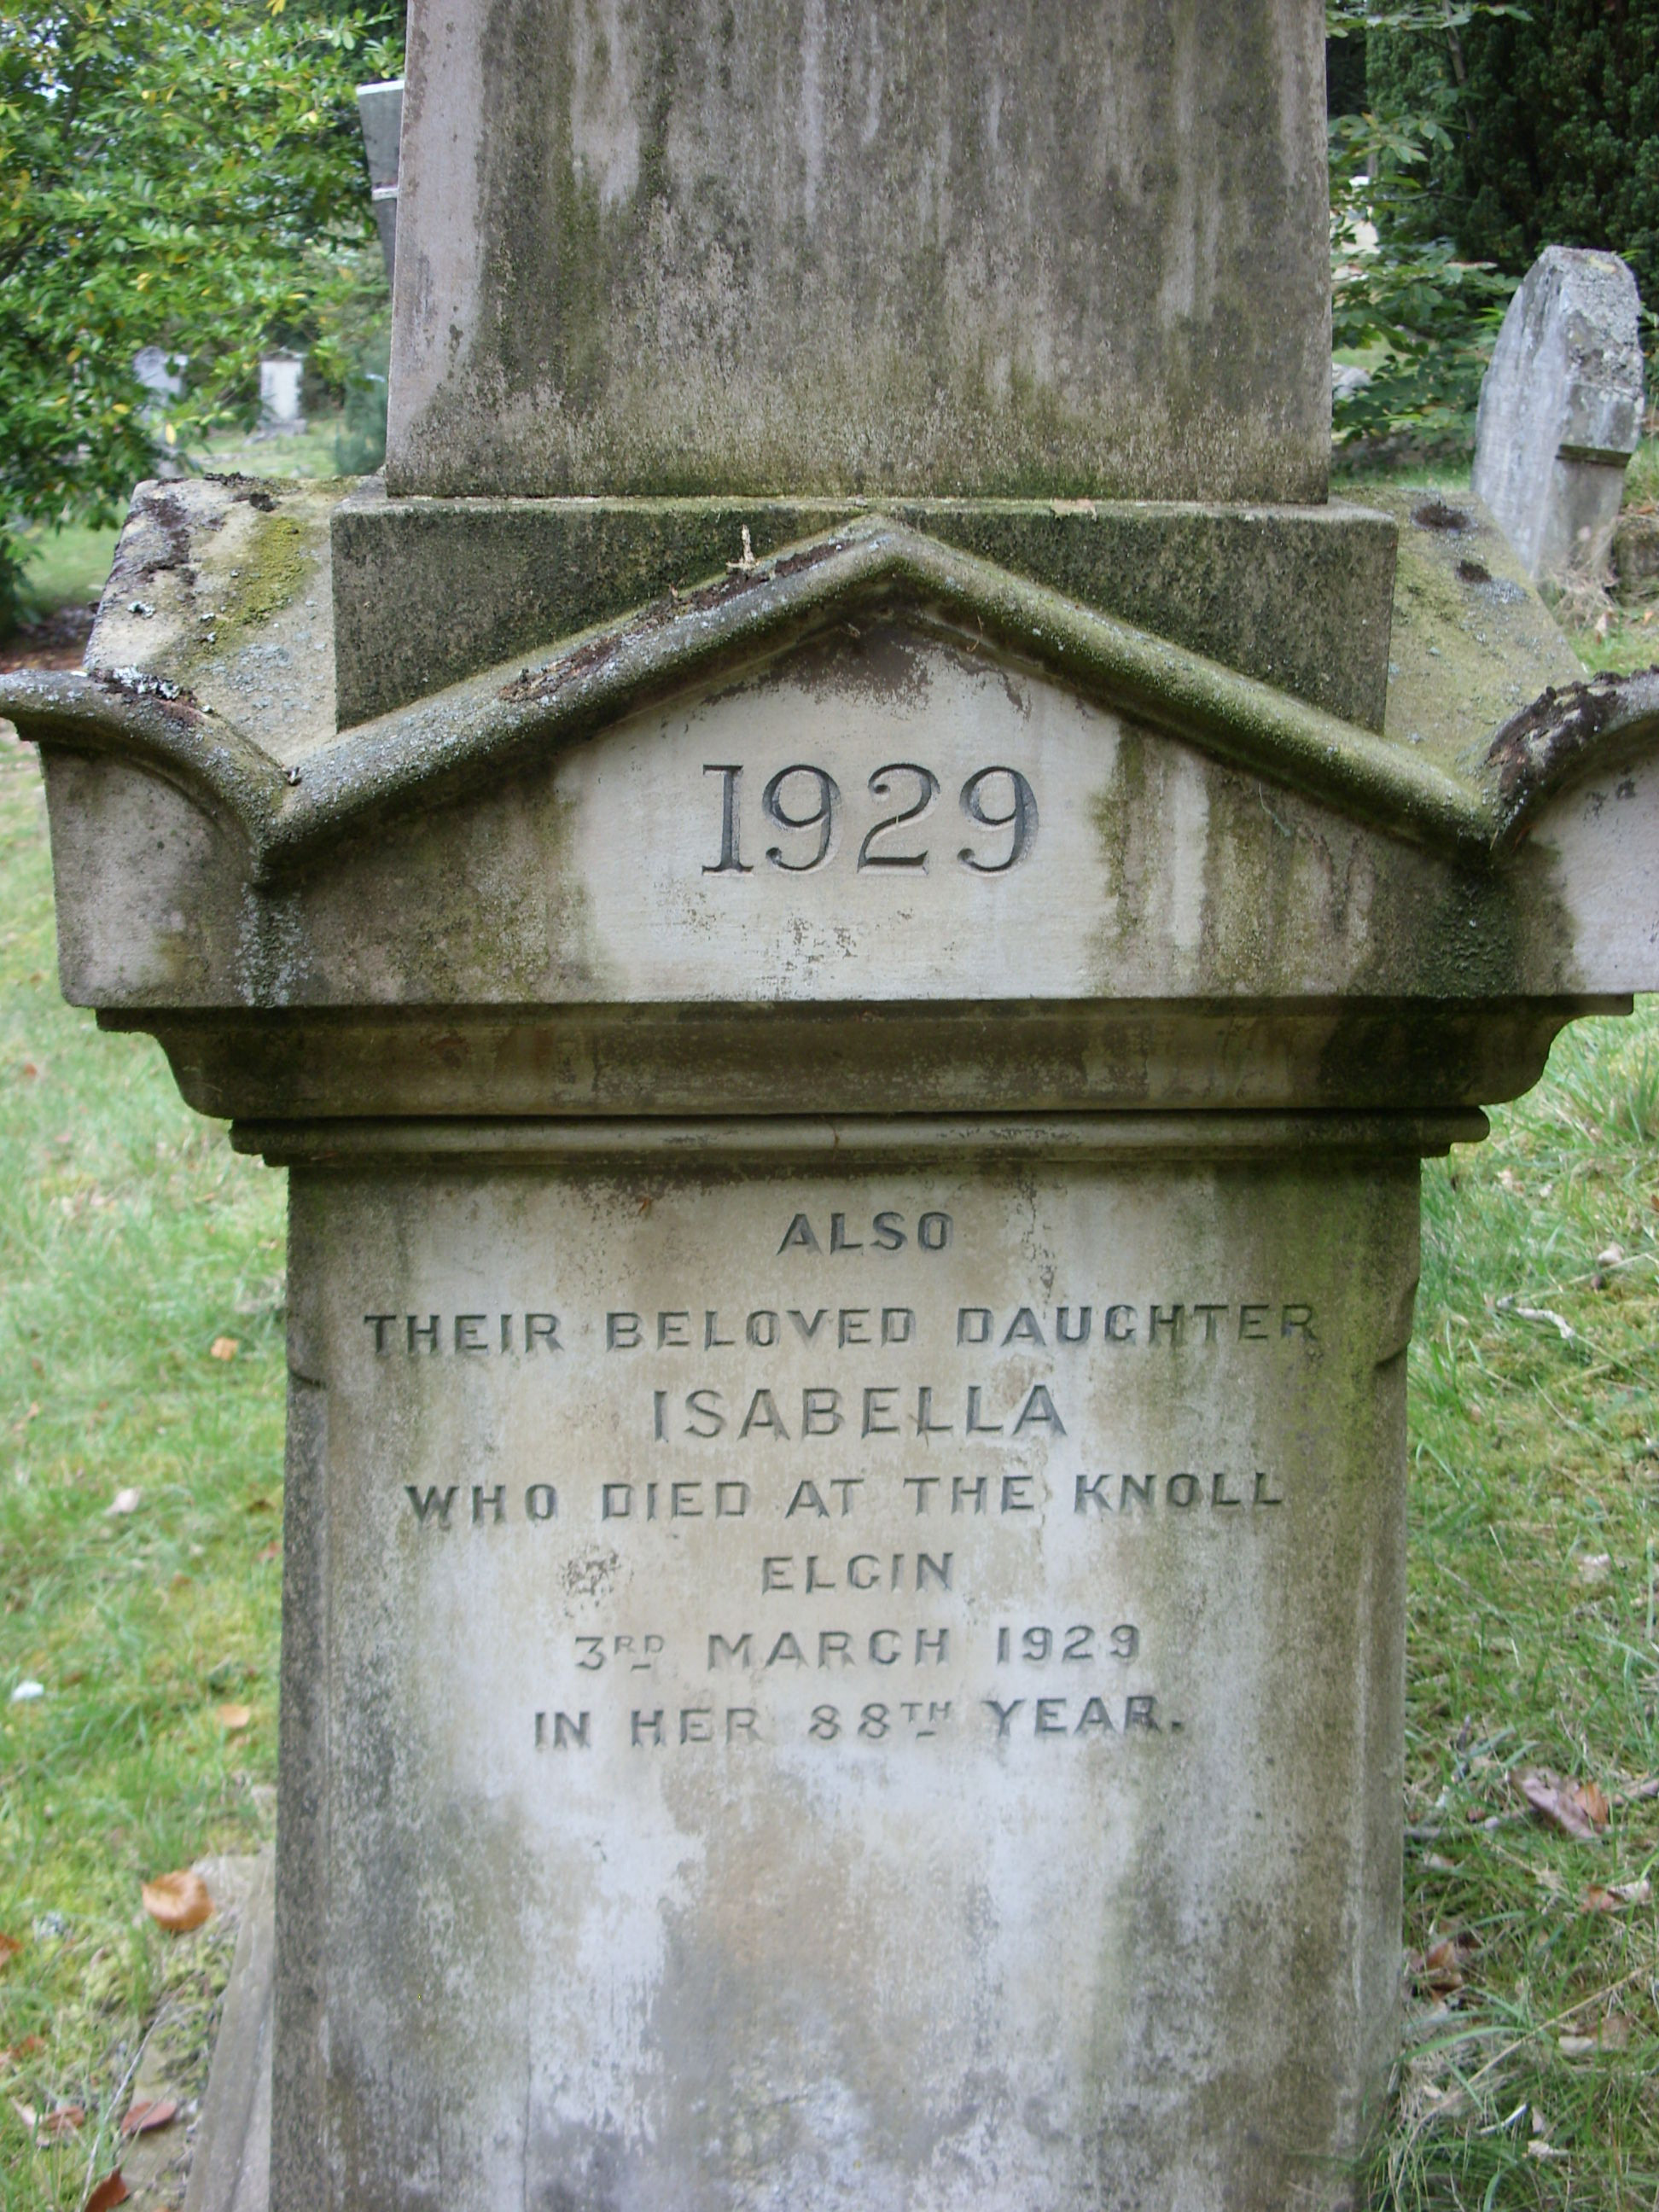 1929
ALSO
THEIR BELOVED DAUGHTER
ISABELLA
WHO DIED AT THE KNOLL
ELGIN
3RD MARCH 1929
IN HER 88TH YEAR.